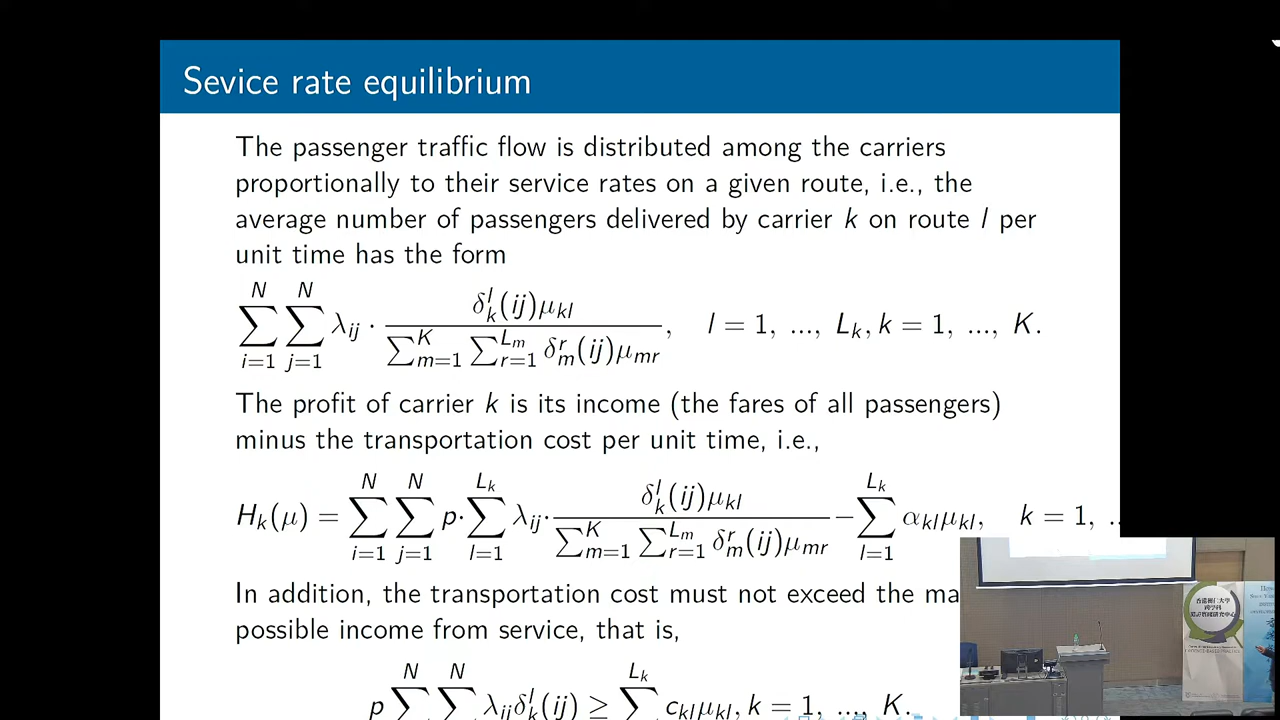 Sevice rate equilibrium
The passenger traffic flow is distributed among the carriers
proportionally to their service rates on a given route, i.e., the
average number of passengers delivered by carrier k on route l per
unit time has the form
∑_{i=1}^{N} ∑_{j=1}^{N} λ_{ij} · \frac{δ_k^l(ij)μ_{kl}}{∑_{m=1}^{K} ∑_{r=1}^{L_m} δ_m^r(ij)μ_{mr}}, l = 1, ..., L_k, k = 1, ..., K.
The profit of carrier k is its income (the fares of all passengers)
minus the transportation cost per unit time, i.e.,
H_k(μ) = ∑_{i=1}^{N} ∑_{j=1}^{N} p· ∑_{l=1}^{L_k} λ_{ij}· \frac{δ_k^l(ij)μ_{kl}}{∑_{m=1}^{K} ∑_{r=1}^{L_m} δ_m^r(ij)μ_{mr}} − ∑_{l=1}^{L_k} α_{kl}μ_{kl}, k = 1, ..
In addition, the transportation cost must not exceed the ma
possible income from service, that is,
p ∑^{N} ∑^{N} λ_{ij}δ_k^l(ij) ≥ ∑^{L_k} c_{kl}μ_{kl}, k = 1, ..., K.